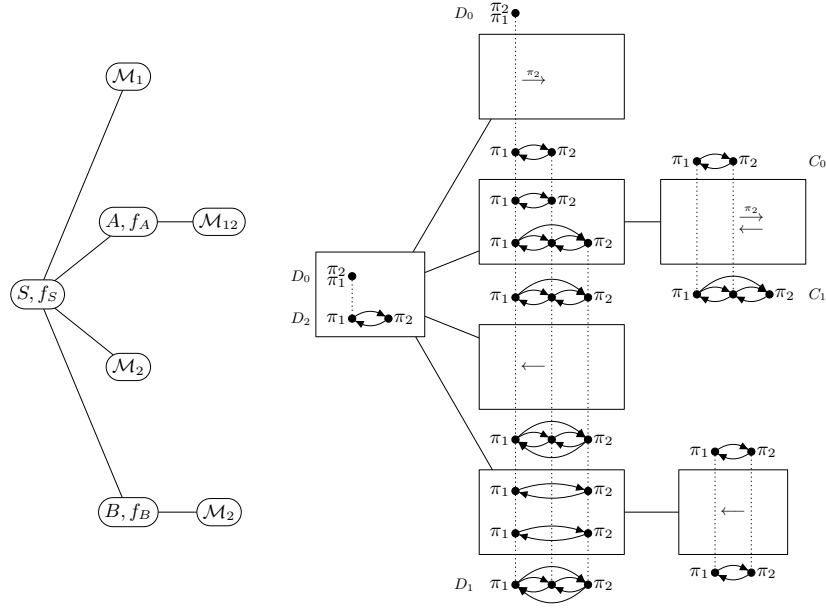 D₀ π₂
π₁
M₁
π₂ →
π₁ π₂
π₁ π₂ C₀
π₁ π₂
A, f_A M₁₂
π₂ →
←
π₁ π₂
D₀ π₂
π₁
S, f_S
π₁ π₂
π₁ π₂ C₁
D₂ π₁ π₂
M₂
←
π₁ π₂
π₁ π₂
π₁ π₂
B, f_B M₂
←
π₁ π₂
π₁ π₂
D₁ π₁ π₂